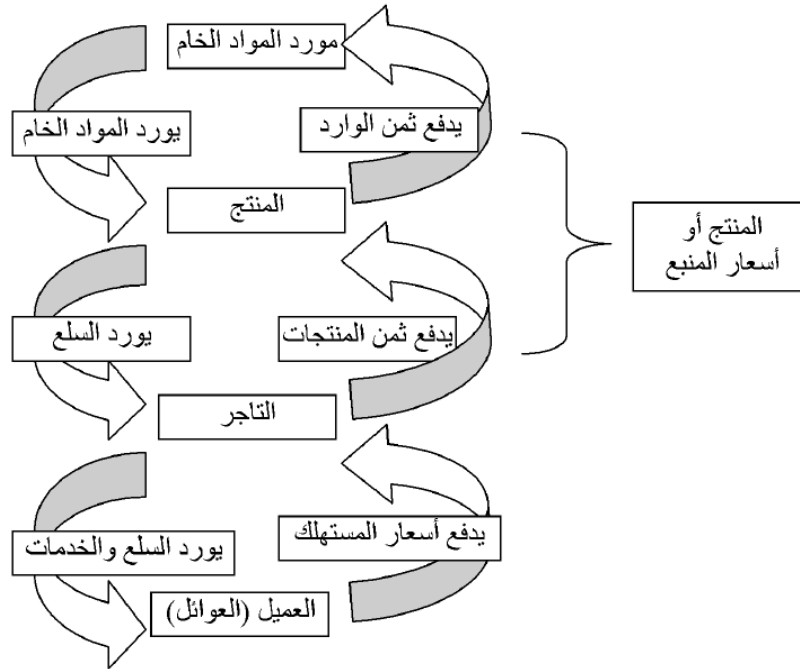 مورد المواد الخام
يدفع ثمن الوارد
يورد المواد الخام
المنتج
المنتج أو
أسعار المنبع
يدفع ثمن المنتجات
يورد السلع
التاجر
يدفع أسعار المستهلك
يورد السلع والخدمات
العميل (العوائل)